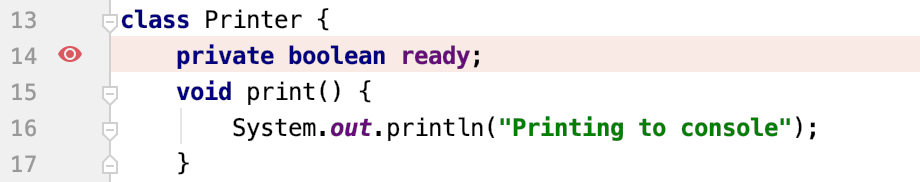 13 class Printer {
14 private boolean ready;
15 void print() {
16 System.out.println("Printing to console");
17 }